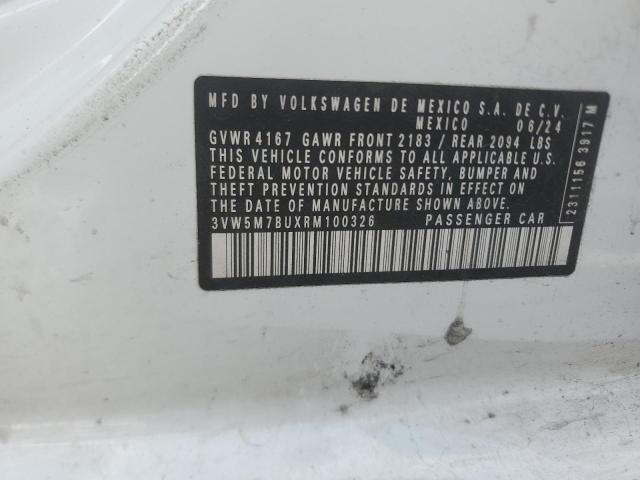 MFD BY VOLKSWAGEN DE MEXICO S.A. DE C.V.
MEXICO 06/24
GVWR 4167 GAWR FRONT 2183 / REAR 2094 LBS
THIS VEHICLE CONFORMS TO ALL APPLICABLE U.S.
FEDERAL MOTOR VEHICLE SAFETY, BUMPER AND
THEFT PREVENTION STANDARDS IN EFFECT ON
THE DATE OF MANUFACTURE SHOWN ABOVE.
3VW5M7BUXRM100326 PASSENGER CAR
2311156 3917 M